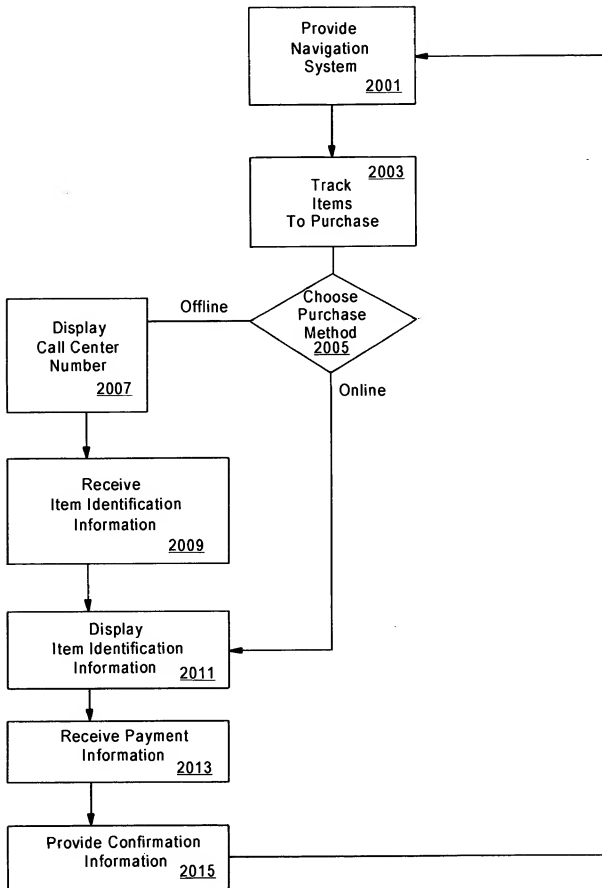 Provide
Navigation
System
2001
2003
Track
Items
To Purchase
Choose
Purchase
Method
2005
Offline
Online
Display
Call Center
Number
2007
Receive
Item Identification
Information
2009
Display
Item Identification
Information
2011
Receive Payment
Information
2013
Provide Confirmation
Information
2015